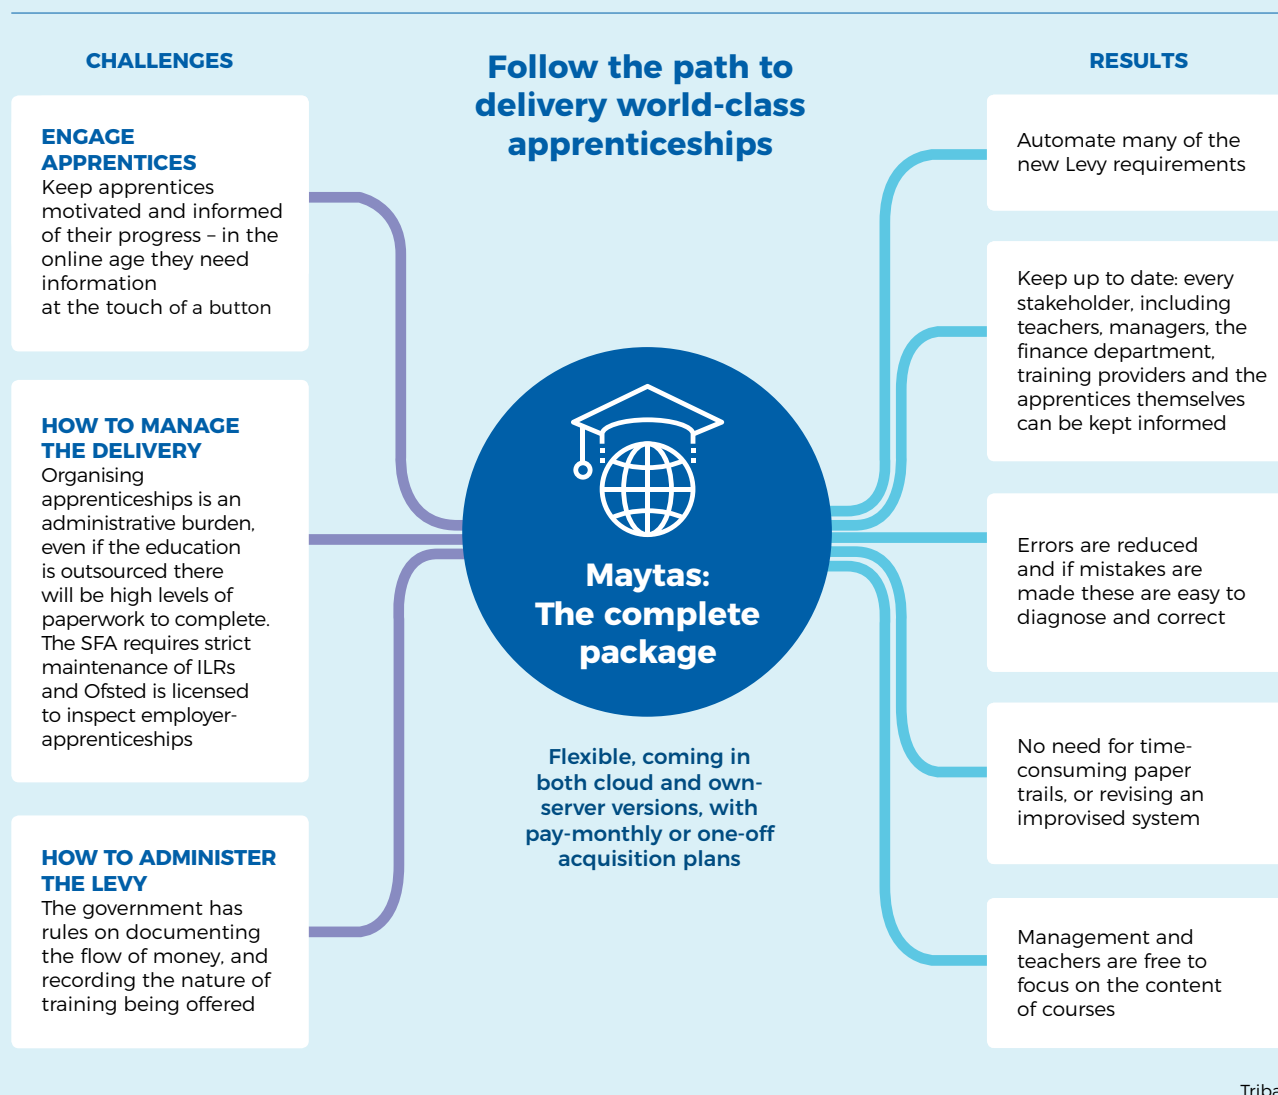 CHALLENGES
ENGAGE
APPRENTICES
Keep apprentices
motivated and informed
of their progress – in the
online age they need
information
at the touch of a button
HOW TO MANAGE
THE DELIVERY
Organising
apprenticeships is an
administrative burden,
even if the education
is outsourced there
will be high levels of
paperwork to complete.
The SFA requires strict
maintenance of ILRs
and Ofsted is licensed
to inspect employer-
apprenticeships
HOW TO ADMINISTER
THE LEVY
The government has
rules on documenting
the flow of money, and
recording the nature of
training being offered
Follow the path to
delivery world-class
apprenticeships
Maytas:
The complete
package
Flexible, coming in
both cloud and own-
server versions, with
pay-monthly or one-off
acquisition plans
RESULTS
Automate many of the
new Levy requirements
Keep up to date: every
stakeholder, including
teachers, managers, the
finance department,
training providers and the
apprentices themselves
can be kept informed
Errors are reduced
and if mistakes are
made these are easy to
diagnose and correct
No need for time-
consuming paper
trails, or revising an
improvised system
Management and
teachers are free to
focus on the content
of courses